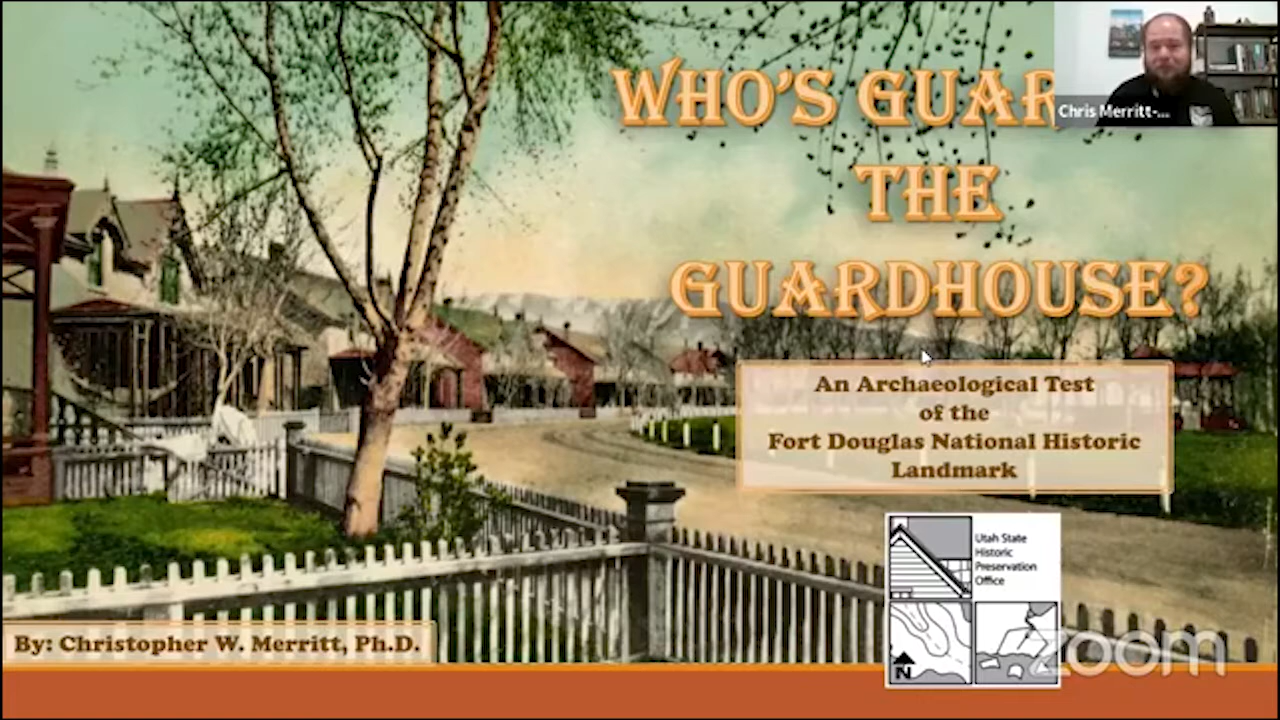 WHO'S GUAR
THE
GUARDHOUSE?
Chris Merritt-...
An Archaeological Test
of the
Fort Douglas National Historic
Landmark
Utah State
Historic
Preservation
Office
N
zoom
By: Christopher W. Merritt, Ph.D.